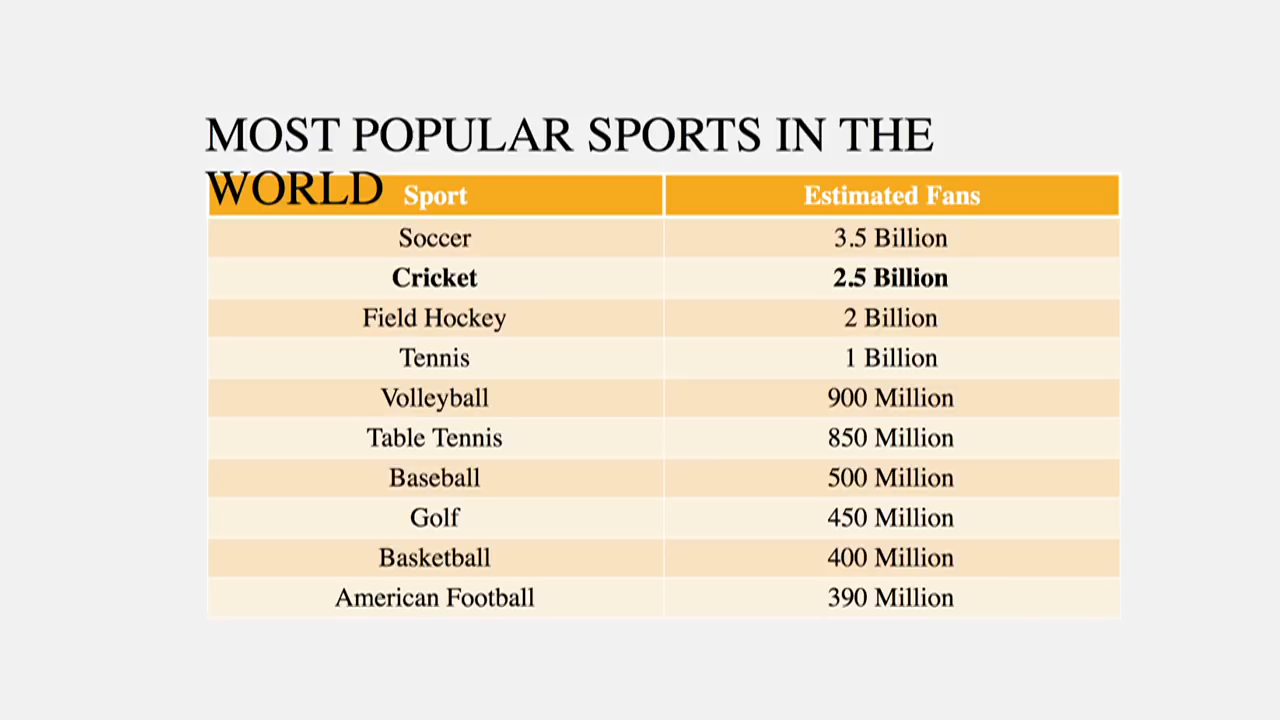 MOST POPULAR SPORTS IN THE
WORLD
Sport Estimated Fans
Soccer 3.5 Billion
Cricket 2.5 Billion
Field Hockey 2 Billion
Tennis 1 Billion
Volleyball 900 Million
Table Tennis 850 Million
Baseball 500 Million
Golf 450 Million
Basketball 400 Million
American Football 390 Million